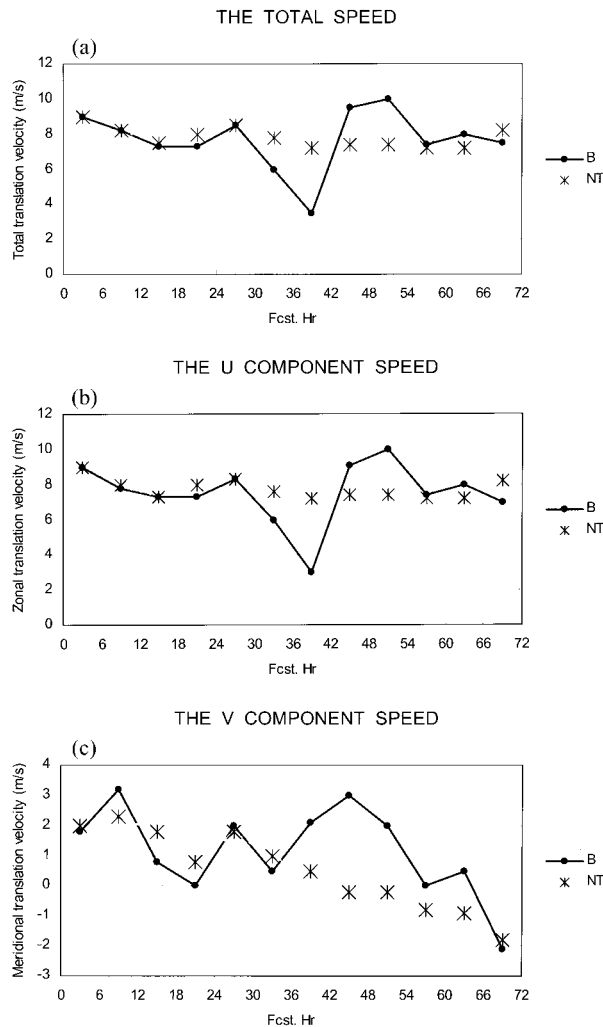 THE TOTAL SPEED
(a)
Total translation velocity (m/s)
12
10
8
6
4
2
0
0 6 12 18 24 30 36 42 48 54 60 66 72
Fcst. Hr
B
NT
THE U COMPONENT SPEED
(b)
Zonal translation velocity (m/s)
12
10
8
6
4
2
0
0 6 12 18 24 30 36 42 48 54 60 66 72
Fcst. Hr
B
NT
THE V COMPONENT SPEED
(c)
Meridional translation velocity (m/s)
4
3
2
1
0
-1
-2
-3
0 6 12 18 24 30 36 42 48 54 60 66 72
Fcst. Hr
B
NT